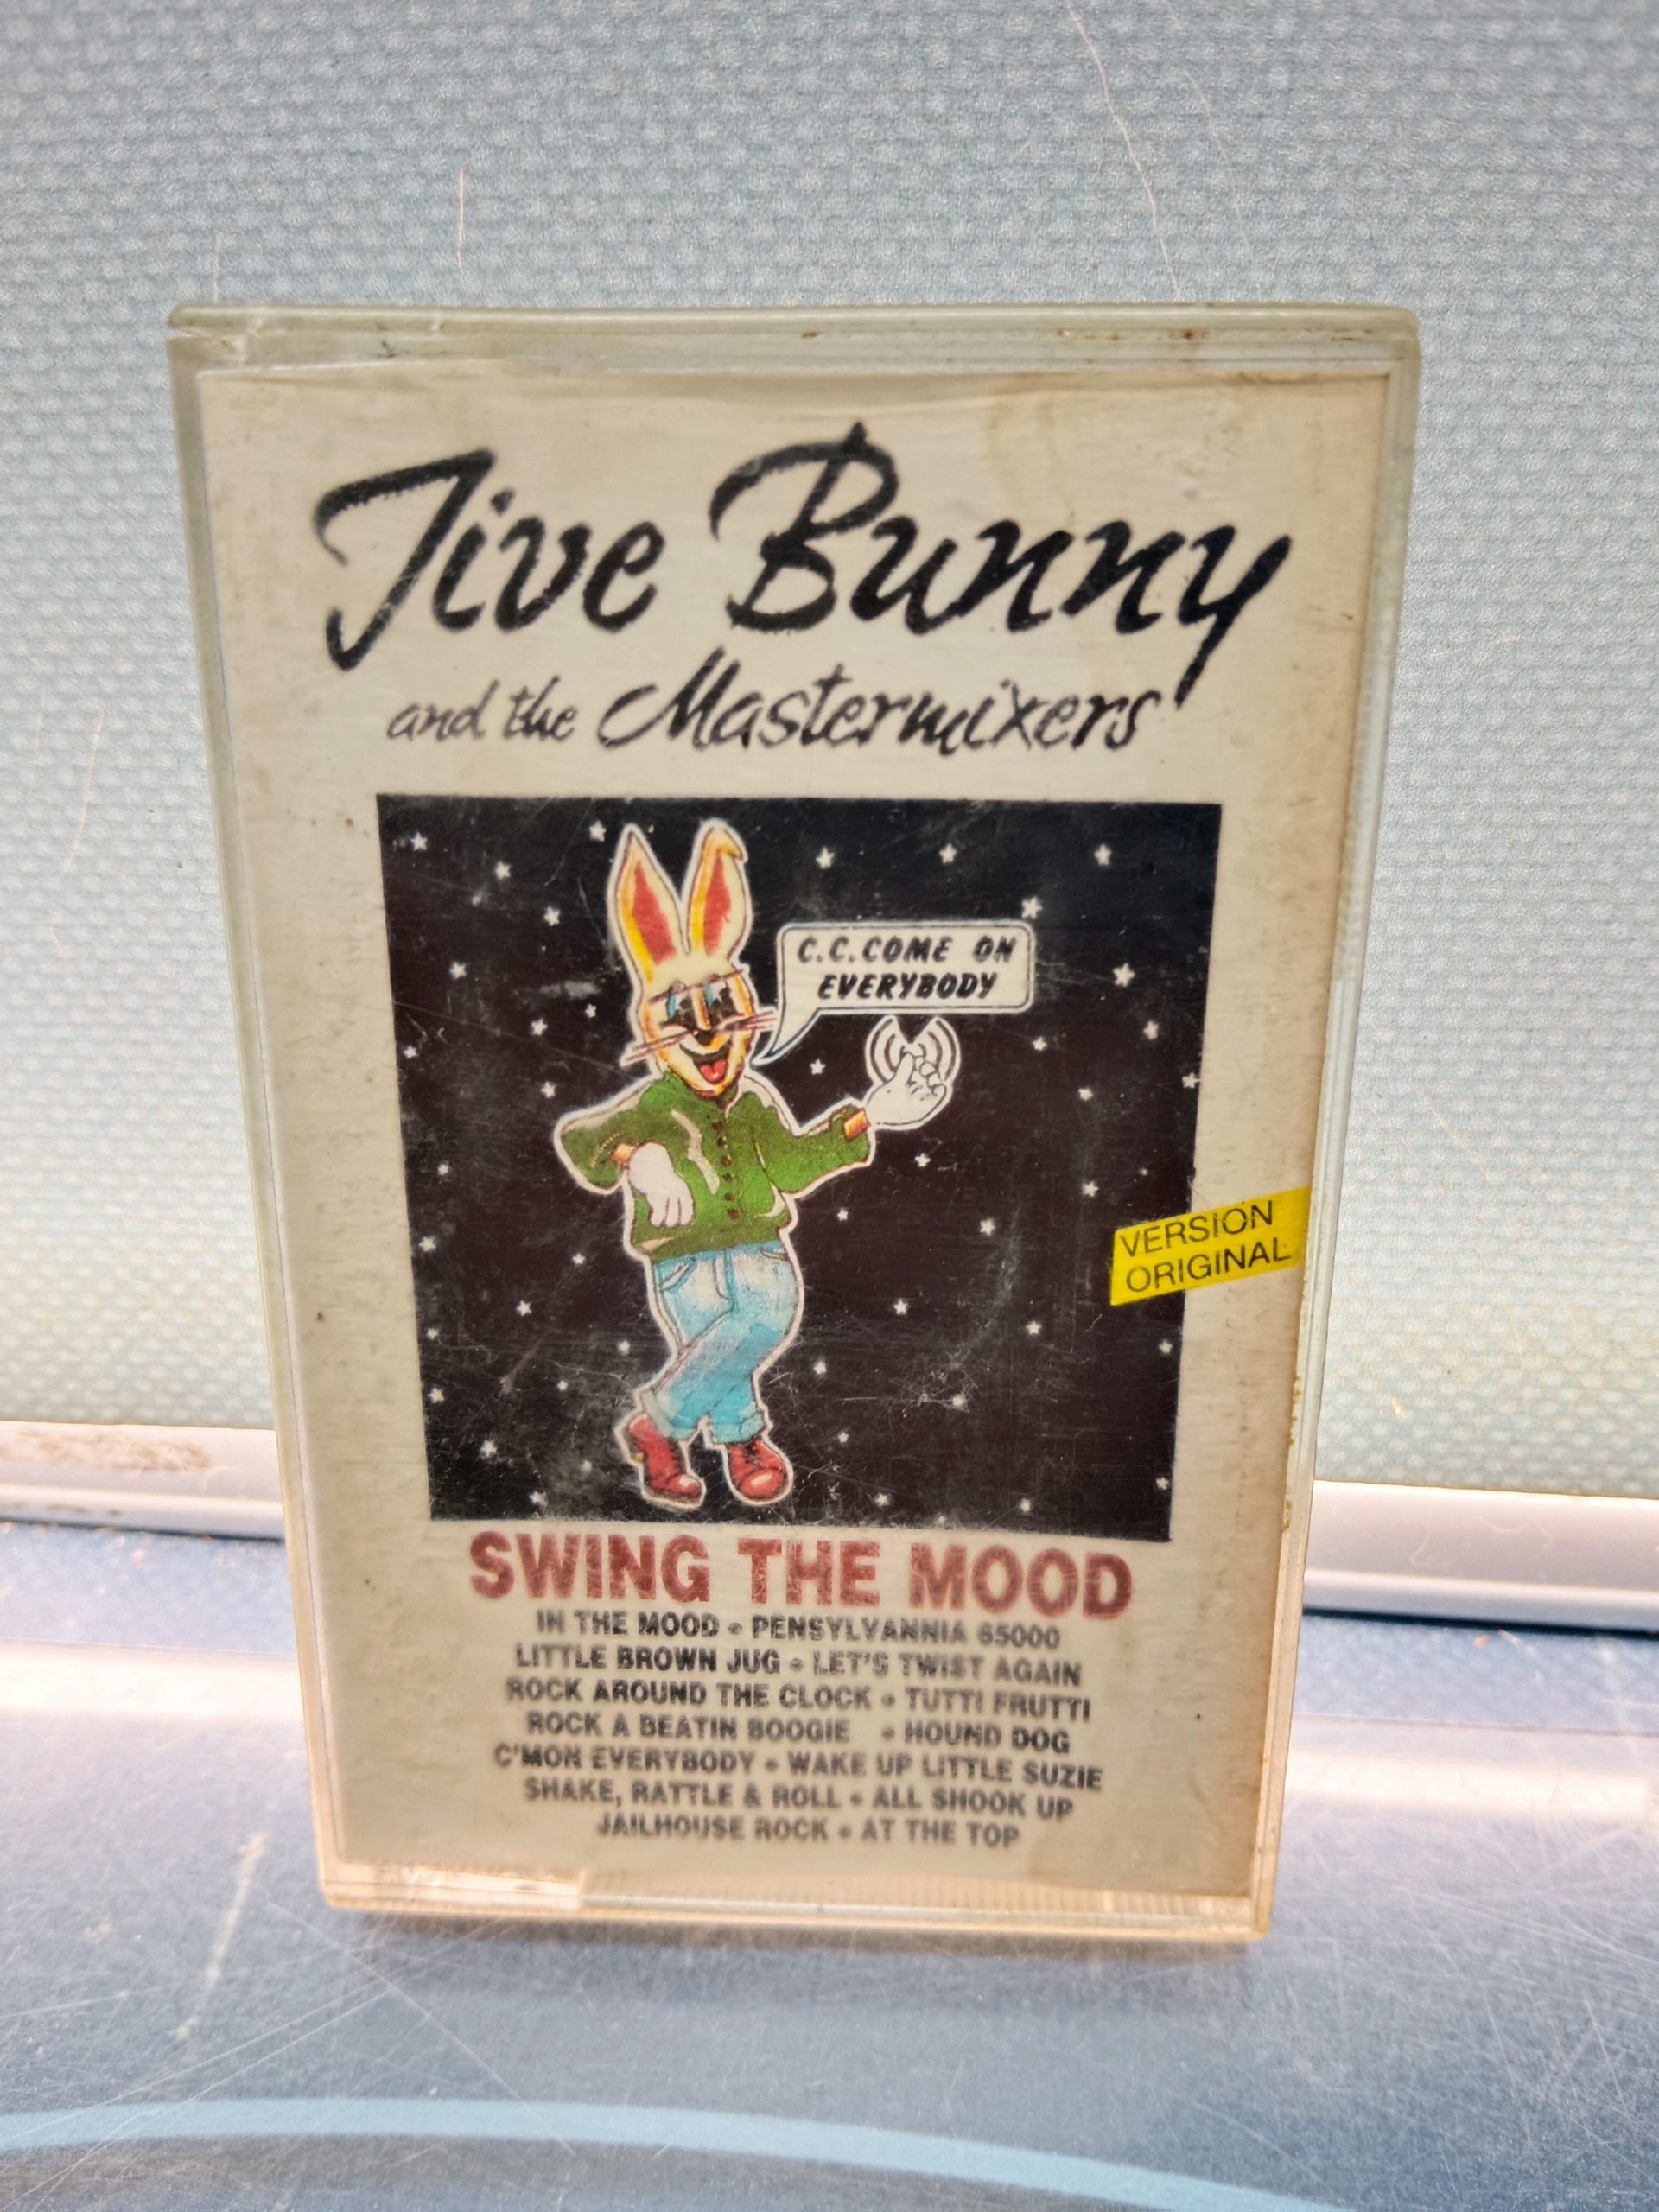 Jive Bunny
and the Mastermixers
C.C.COME ON
EVERYBODY
VERSION
ORIGINAL
SWING THE MOOD
IN THE MOOD • PENSYLVANNIA 65000
LITTLE BROWN JUG • LET'S TWIST AGAIN
ROCK AROUND THE CLOCK • TUTTI FRUTTI
ROCK A BEATIN BOOGIE • HOUND DOG
C'MON EVERYBODY • WAKE UP LITTLE SUZIE
SHAKE, RATTLE & ROLL • ALL SHOOK UP
JAILHOUSE ROCK • AT THE TOP